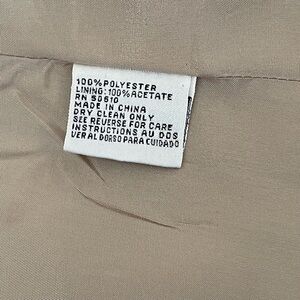 100% POLYESTER
LINING: 100% ACETATE
RN 50610
MADE IN CHINA
DRY CLEAN ONLY
SEE REVERSE FOR CARE
INSTRUCTIONS AU DOS
VER AL DORSO PARA CUIDADO